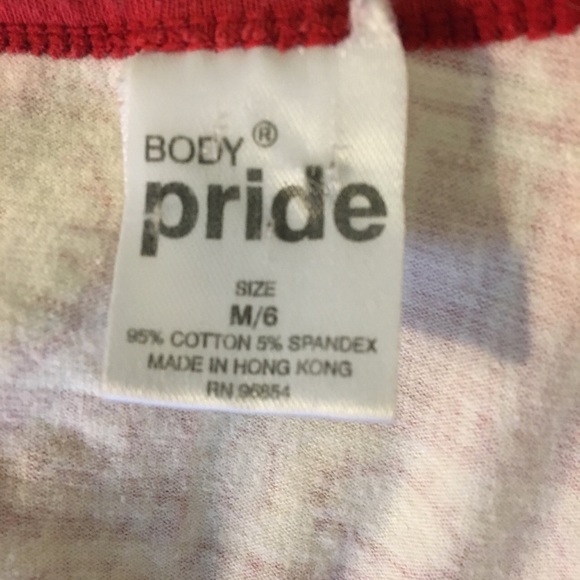 BODY®
pride
SIZE
M/6
95% COTTON 5% SPANDEX
MADE IN HONG KONG
RN 96854